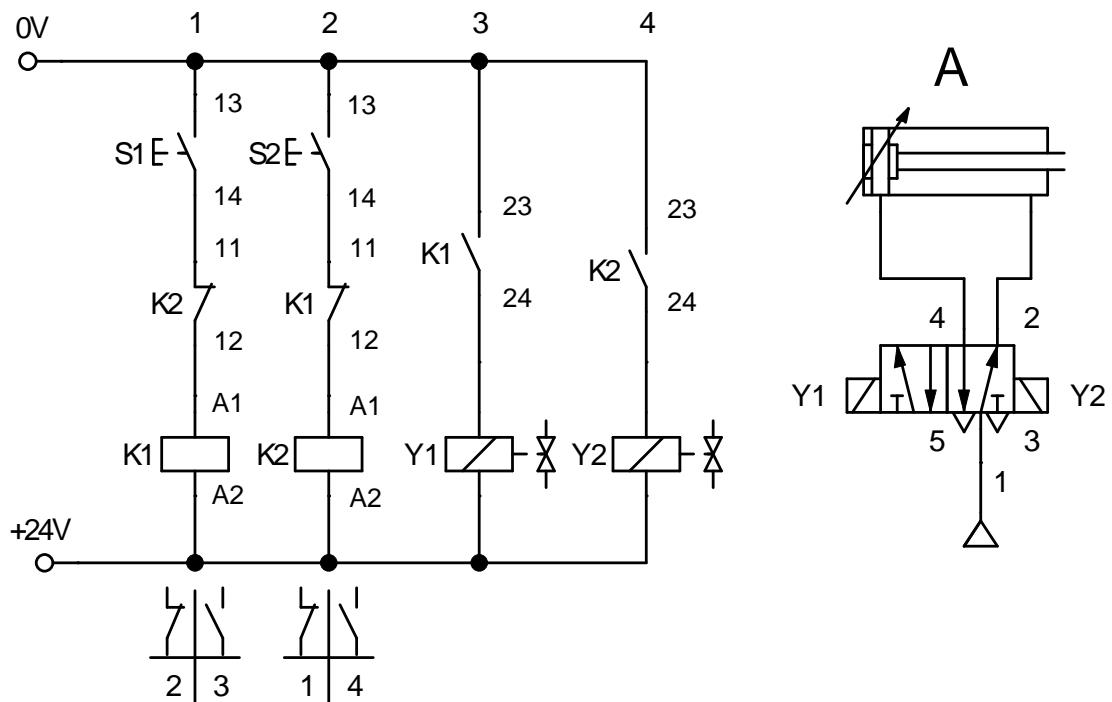 0V 1 2 3 4
A
13 13
S1 S2
14 14
23 23
11 11
K1 K2
K2 K1
24 24
12 12
4 2
A1 A1
Y1 Y2
K1 K2 Y1 Y2
5 3
A2 A2
1
+24V
2 3 1 4